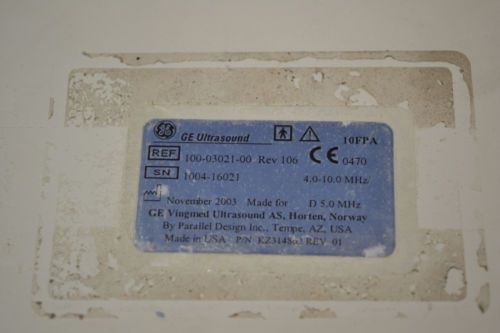 GE Ultrasound 10FPA
REF 100-03021-00 Rev 106 CE 0470
SN 1004-16021 4.0-10.0 MHz
November 2003 Made for D 5.0 MHz
GE Vingmed Ultrasound AS, Horten, Norway
By Parallel Design Inc., Tempe, AZ, USA
Made in USA P/N REV 01